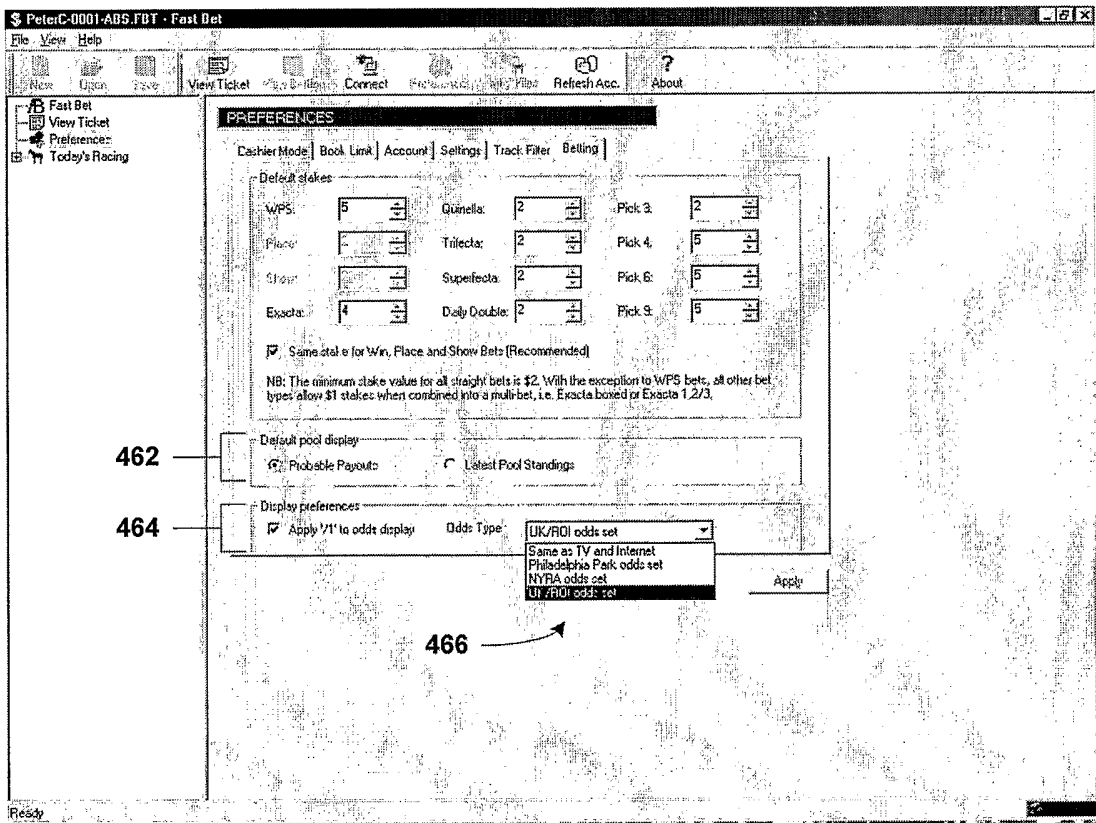 PeterC-0001-ABS.FBT - Fast Bet
File View Help
New Open Save View Ticket Connect Preferences Refresh Acc. About
Fast Bet
View Ticket
Preferences
Today's Racing
PREFERENCES
Cashier Mode Book Limit Account Settings Track Filter Betting
Default stakes
WPS: 5 Quinella: 2 Pick 3: 2
Place: 2 Trifecta: 2 Pick 4: 5
Show: 2 Superfecta: 2 Pick 6: 5
Exacta: 4 Daily Double: 2 Pick 9: 5
Same stake for Win, Place and Show Bets (Recommended)
NB: The minimum stake value for all straight bets is $2. With the exception to WPS bets, all other bet
types allow $1 stakes when combined into a multi-bet, i.e. Exacta boxed or Exacta 1,2/3.
462
Default pool display
Probable Payouts Latest Pool Standings
464
Display preferences
Apply '/1' to odds display Odds Type: UK/ROI odds set
Same as TV and Internet
Philadelphia Park odds set
NYRA odds set
UK/ROI odds set
Apply
466
Ready